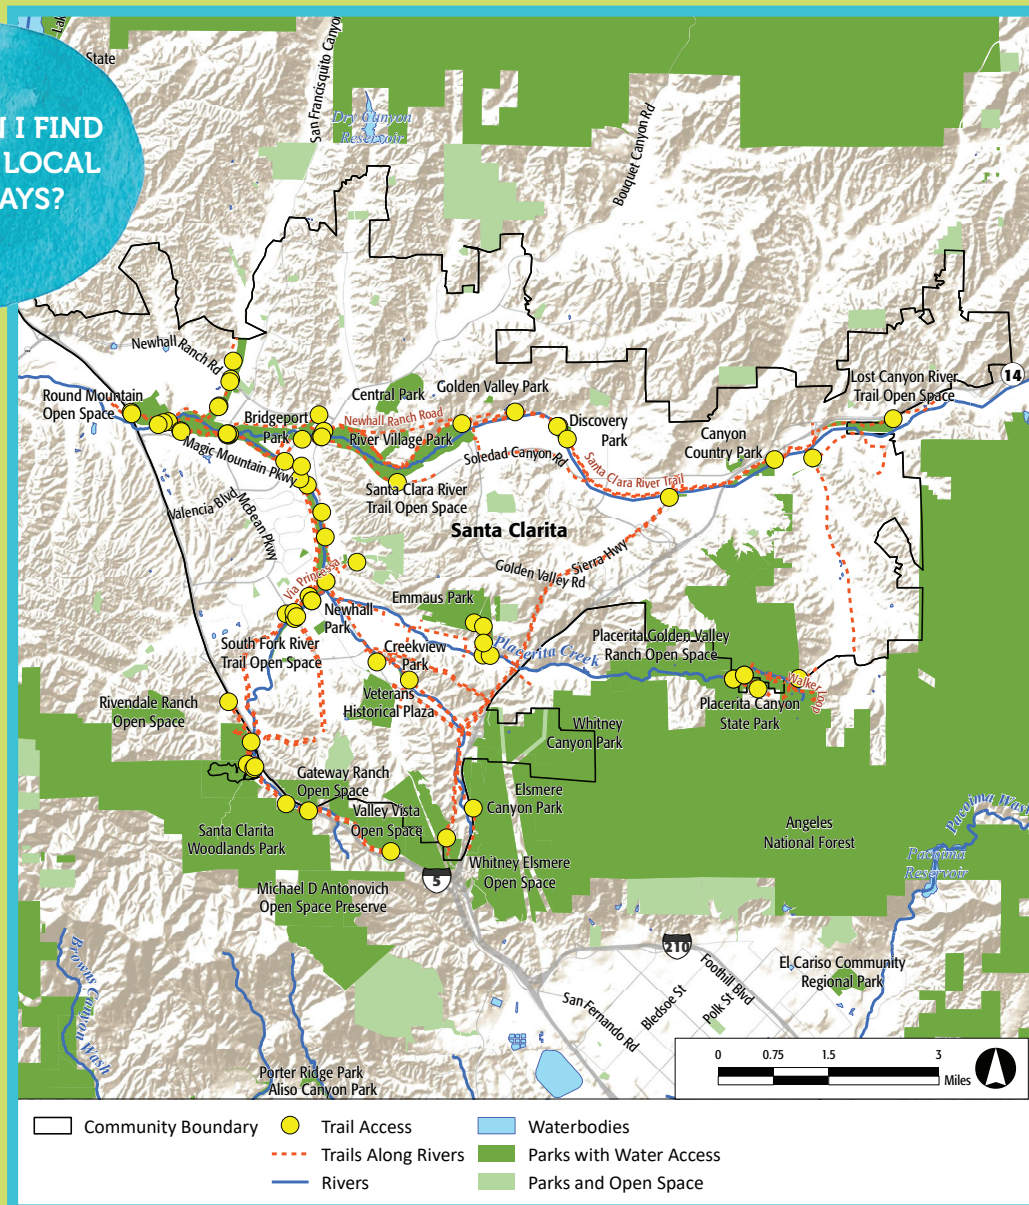 State
N I FIND
LOCAL
AYS?
San Francisquito Canyo
Dry Canyon
Reservoir
Bouquet Canyon Rd
Newhall Ranch Rd
Round Mountain
Open Space
Bridgeport
Park
Central Park
Golden Valley Park
Newhall Ranch Road
River Village Park
Discovery
Park
Lost Canyon River
Trail Open Space
14
Canyon
Country Park
Magic Mountain Pkwy
Soledad Canyon Rd
Santa Clara River Trail
Santa Clara River
Trail Open Space
Valencia Blvd
McBean Pkwy
Santa Clarita
Sierra Hwy
Golden Valley Rd
Via Princessa
Emmaus Park
Newhall
Park
South Fork River
Trail Open Space
Creekview
Park
Placerita Creek
Placerita Golden Valley
Ranch Open Space
Walker Loop
Veterans
Historical Plaza
Placerita Canyon
State Park
Rivendale Ranch
Open Space
Whitney
Canyon Park
Gateway Ranch
Open Space
Elsmere
Canyon Park
Valley Vista
Open Space
Santa Clarita
Woodlands Park
Angeles
National Forest
Pacoima Wash
Pacoima
Reservoir
Whitney Elsmere
Open Space
5
Michael D Antonovich
Open Space Preserve
210
El Cariso Community
Regional Park
Foothill Blvd
Polk St
Bledsoe St
San Fernando Rd
Browns Canyon Wash
Porter Ridge Park
Aliso Canyon Park
0 0.75 1.5 3
Miles
Community Boundary
Trail Access
Trails Along Rivers
Rivers
Waterbodies
Parks with Water Access
Parks and Open Space